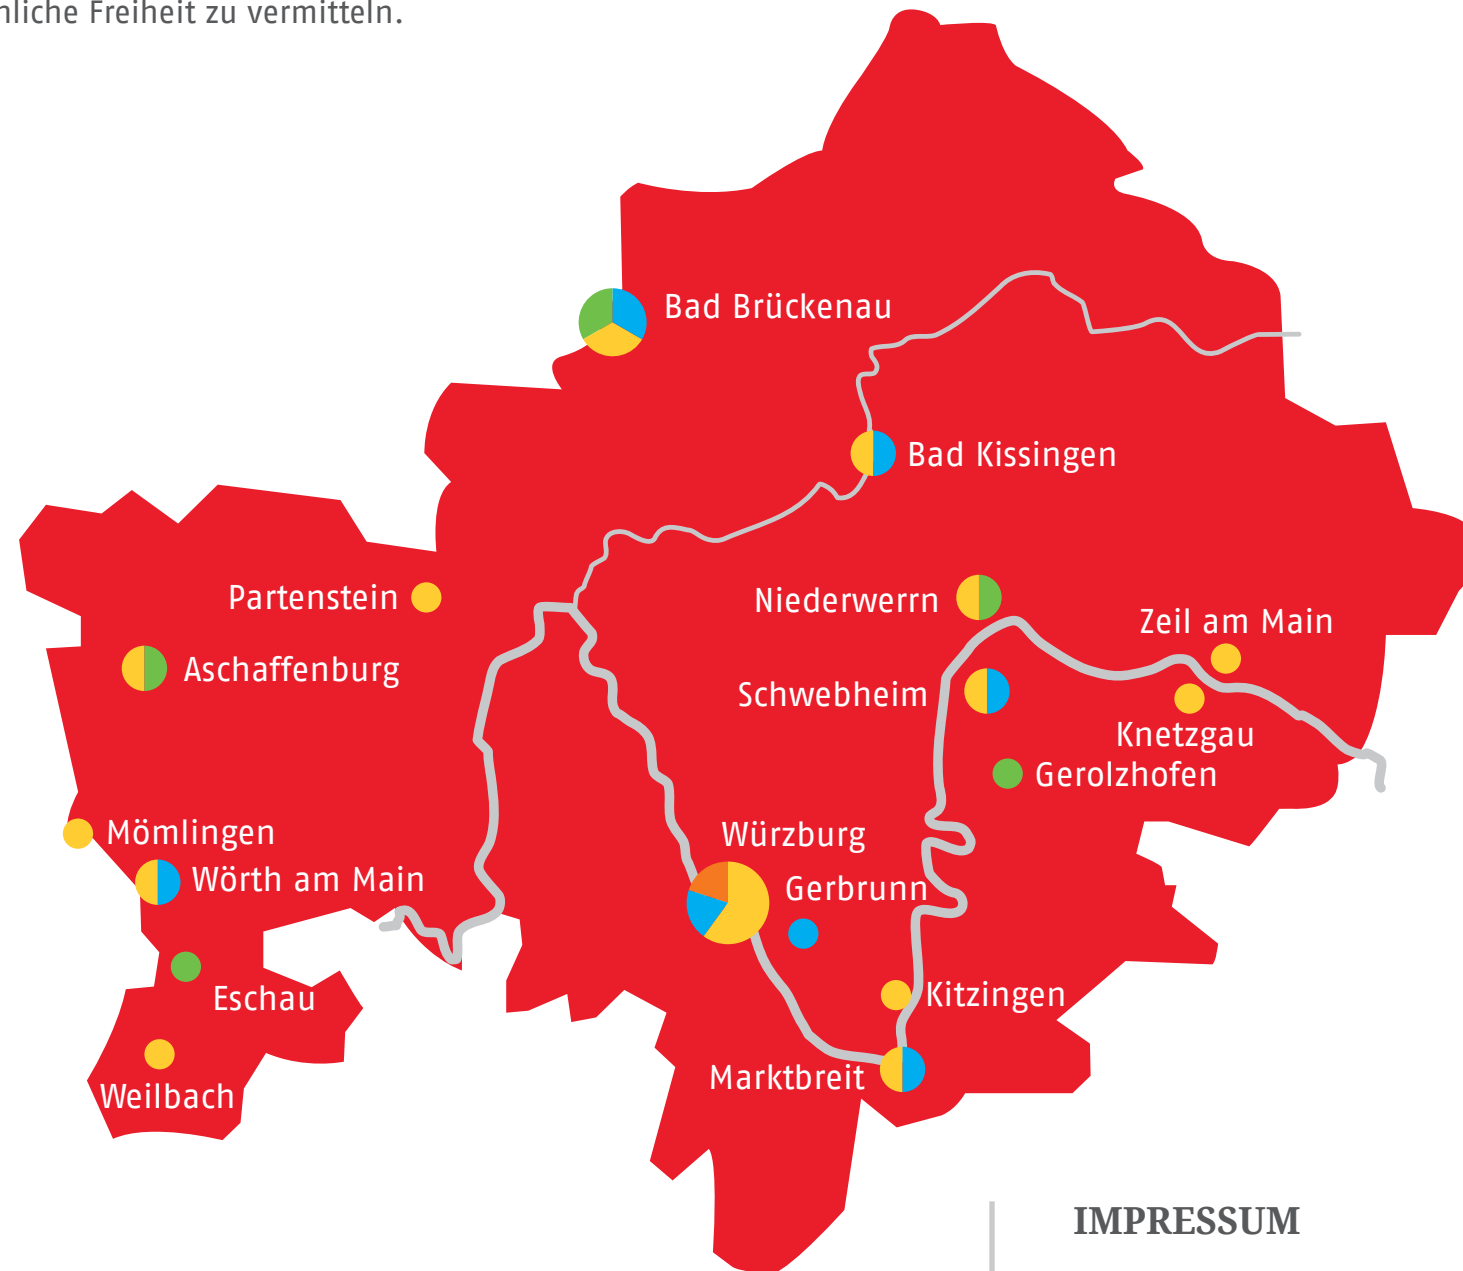 nliche Freiheit zu vermitteln.
Bad Brückenau
Bad Kissingen
Partenstein
Niederwerrn
Zeil am Main
Aschaffenburg
Schwebheim
Knetzgau
Gerolzhofen
Mömlingen
Würzburg
Wörth am Main
Gerbrunn
Eschau
Kitzingen
Marktbreit
Weilbach
IMPRESSUM